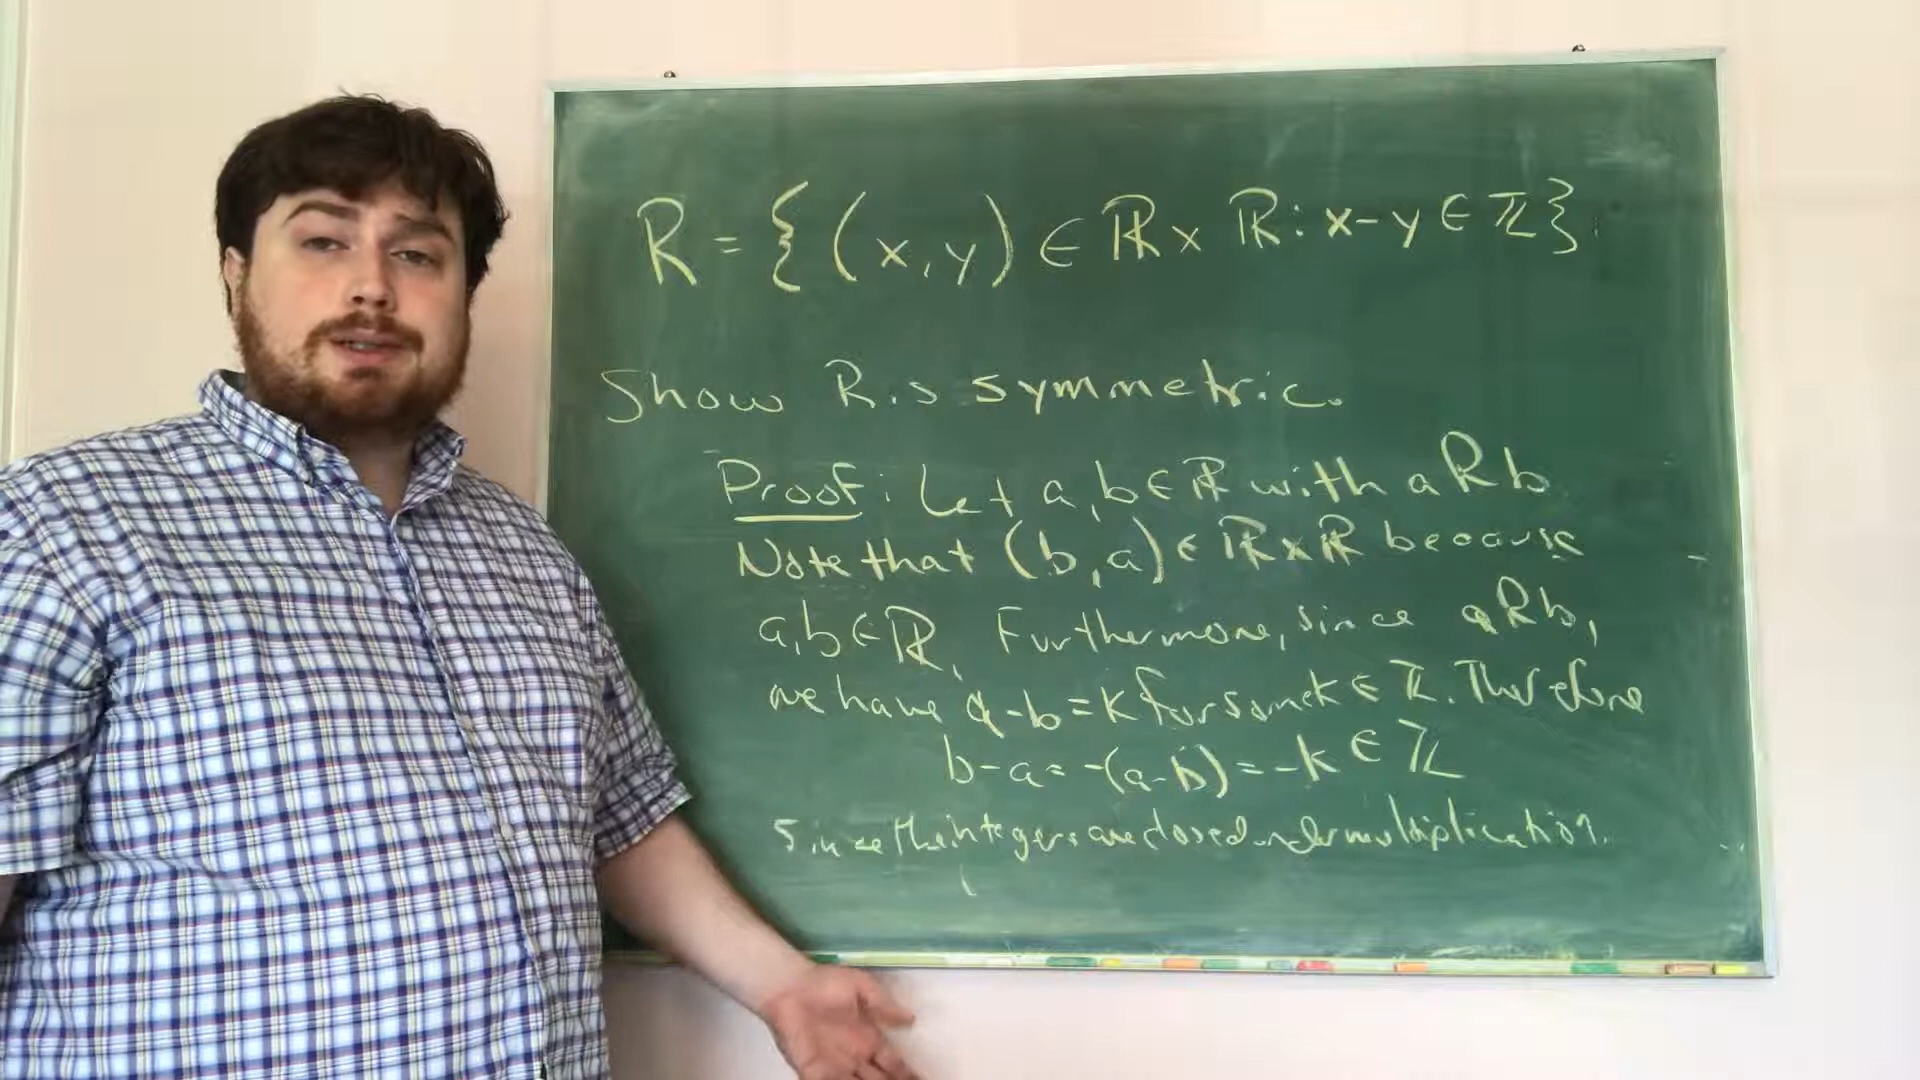 R = {(x,y) ∈ ℝ × ℝ : x-y ∈ ℤ}.
Show R is symmetric.
Proof: Let a,b ∈ ℝ with aRb
Note that (b,a) ∈ ℝ×ℝ because
a,b ∈ ℝ. Furthermore, since aRb,
we have a-b=k for some k ∈ ℤ. Therefore
b-a = -(a-b) = -k ∈ ℤ
Since the integers are closed under multiplication.